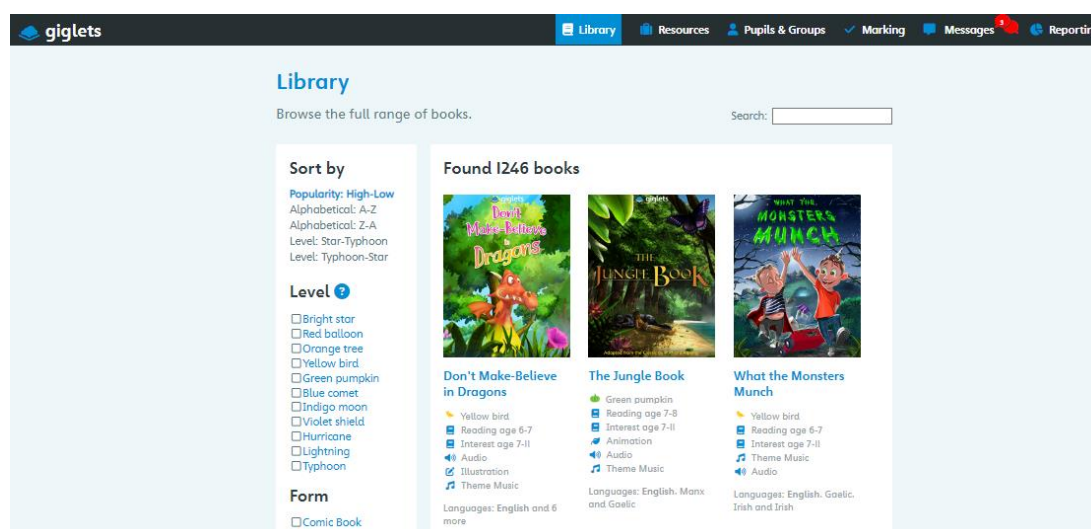 giglets
Library
Resources
Pupils & Groups
Marking
Messages
3
Reportin
Library
Browse the full range of books.
Search:
Sort by
Popularity: High-Low
Alphabetical: A-Z
Alphabetical: Z-A
Level: Star-Typhoon
Level: Typhoon-Star
Level ?
Bright star
Red balloon
Orange tree
Yellow bird
Green pumpkin
Blue comet
Indigo moon
Violet shield
Hurricane
Lightning
Typhoon
Form
Comic Book
Found 1246 books
giglets
Don't
Make-Believe
in
Dragons
Don't Make-Believe
in Dragons
Yellow bird
Reading age 6-7
Interest age 7-11
Audio
Illustration
Theme Music
Languages: English and 6
more
giglets
THE
JUNGLE BOOK
The Jungle Book
Green pumpkin
Reading age 7-8
Interest age 7-11
Animation
Audio
Theme Music
Languages: English, Manx
and Gaelic
WHAT THE
MONSTERS
MUNCH
What the Monsters
Munch
Yellow bird
Reading age 6-7
Interest age 7-11
Theme Music
Audio
Languages: English, Gaelic,
Irish and Irish